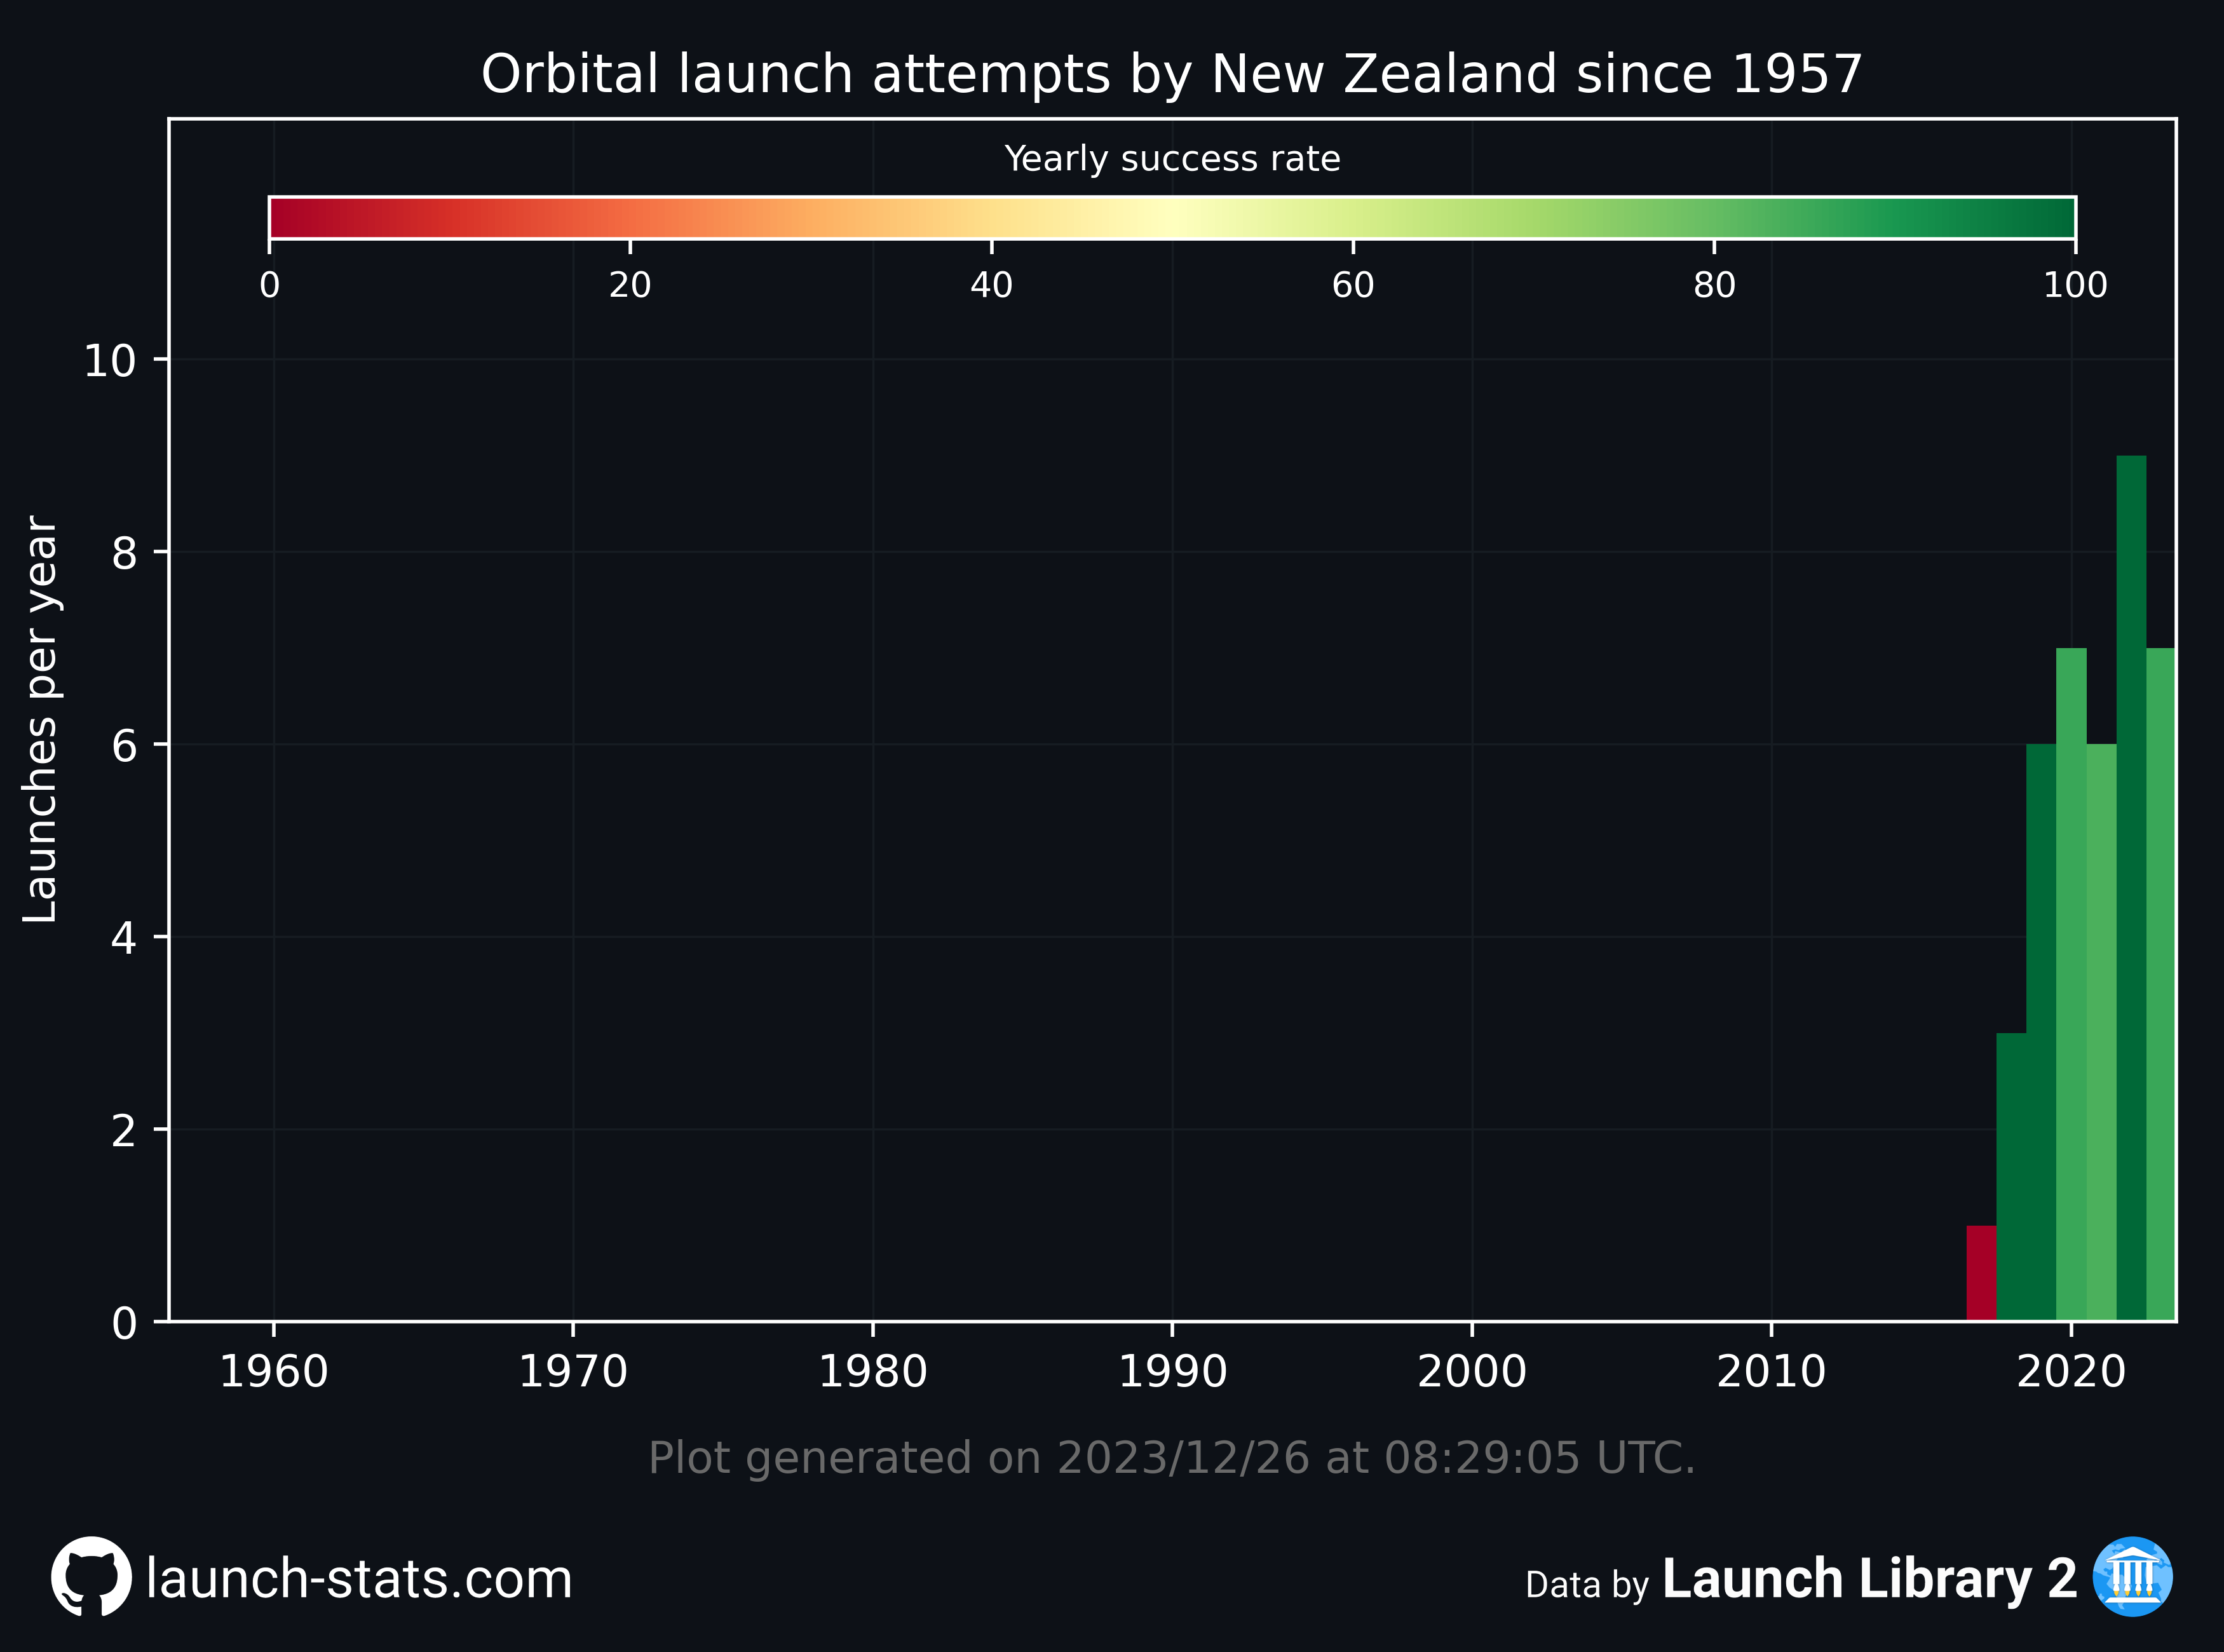 Orbital launch attempts by New Zealand since 1957
Yearly success rate
0 20 40 60 80 100
Launches per year
10
8
6
4
2
0
1960 1970 1980 1990 2000 2010 2020
Plot generated on 2023/12/26 at 08:29:05 UTC.
launch-stats.com
Data by Launch Library 2